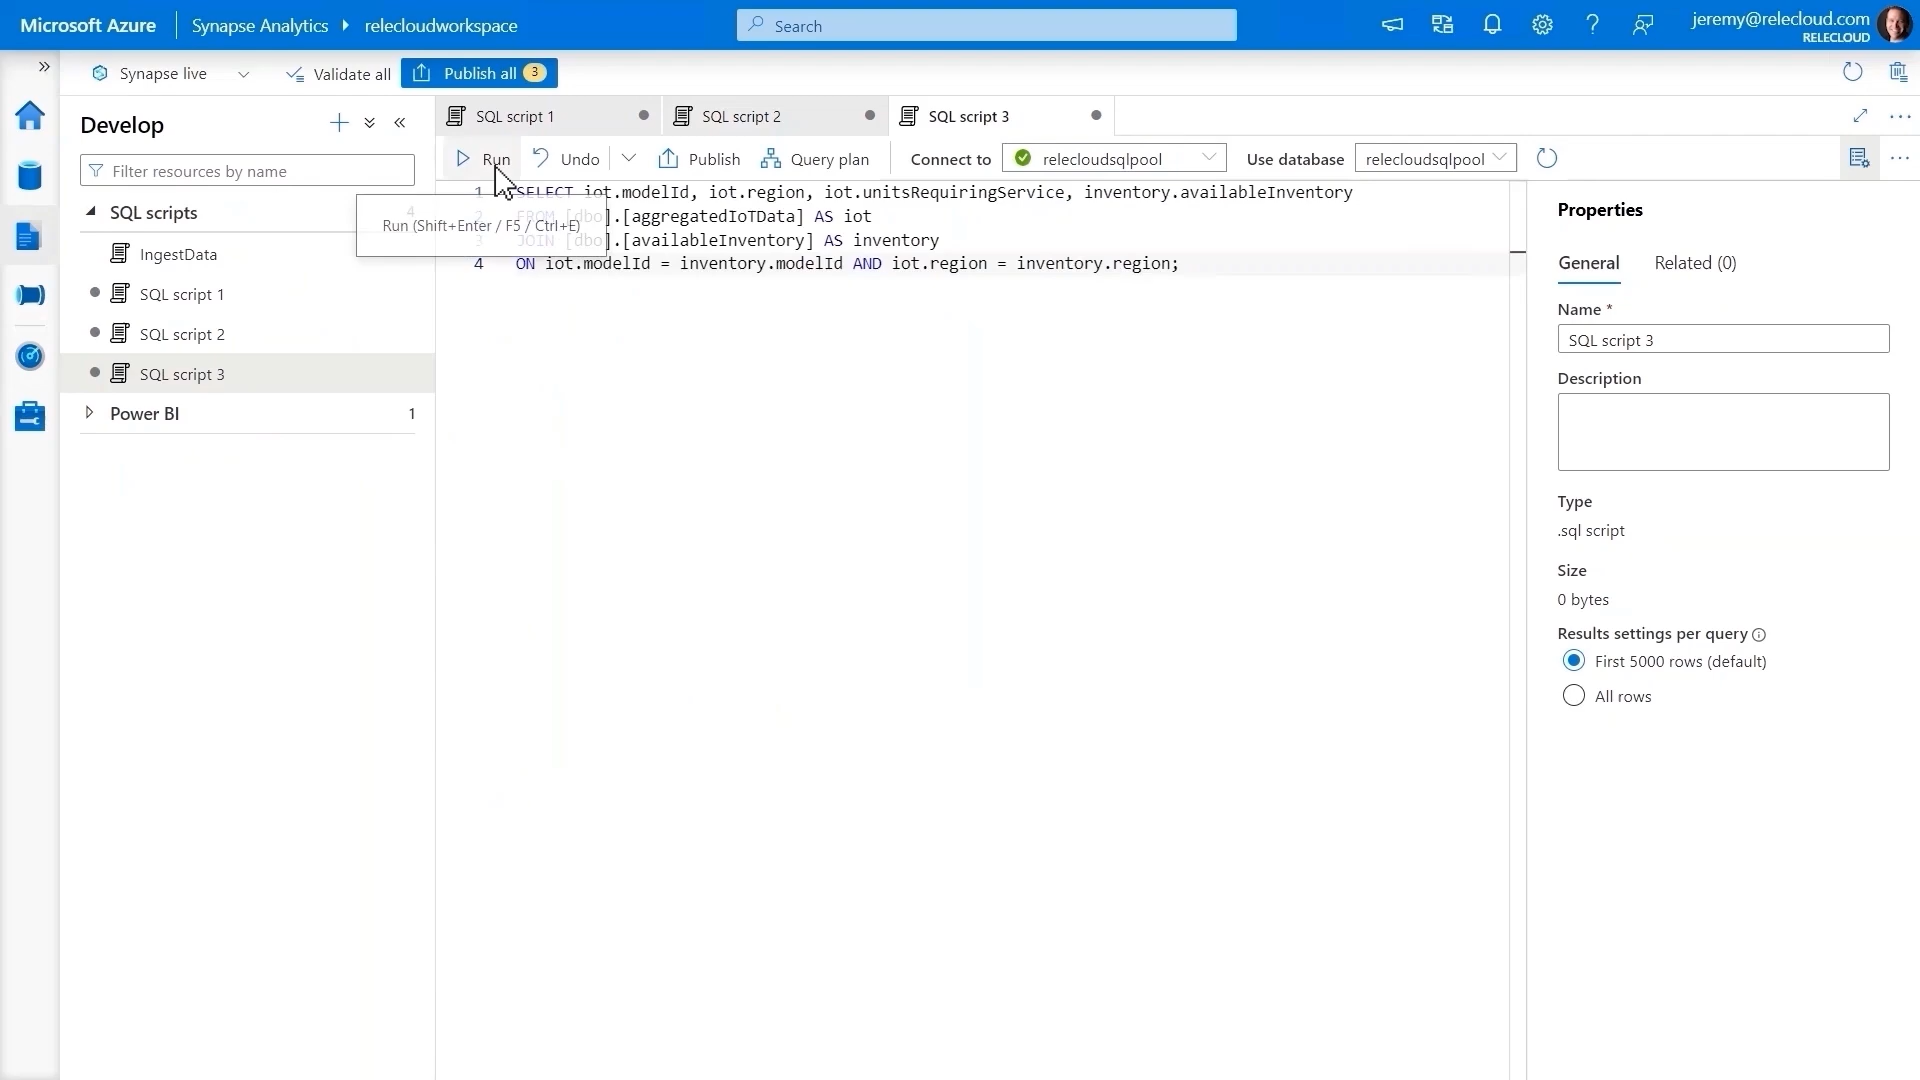 Microsoft Azure
Synapse Analytics
relecloudworkspace
Search
jeremy@relecloud.com
RELECLOUD
Synapse live
Validate all
Publish all 3
Develop
Filter resources by name
SQL scripts 4
IngestData
SQL script 1
SQL script 2
SQL script 3
Power BI 1
SQL script 1
SQL script 2
SQL script 3
Run
Undo
Publish
Query plan
Connect to
relecloudsqlpool
Use database
relecloudsqlpool
Run (Shift+Enter / F5 / Ctrl+E)
1 SELECT iot.modelId, iot.region, iot.unitsRequiringService, inventory.availableInventory
2 FROM [dbo].[aggregatedIoTData] AS iot
3 JOIN [dbo].[availableInventory] AS inventory
4 ON iot.modelId = inventory.modelId AND iot.region = inventory.region;
Properties
General
Related (0)
Name *
SQL script 3
Description
Type
.sql script
Size
0 bytes
Results settings per query
First 5000 rows (default)
All rows